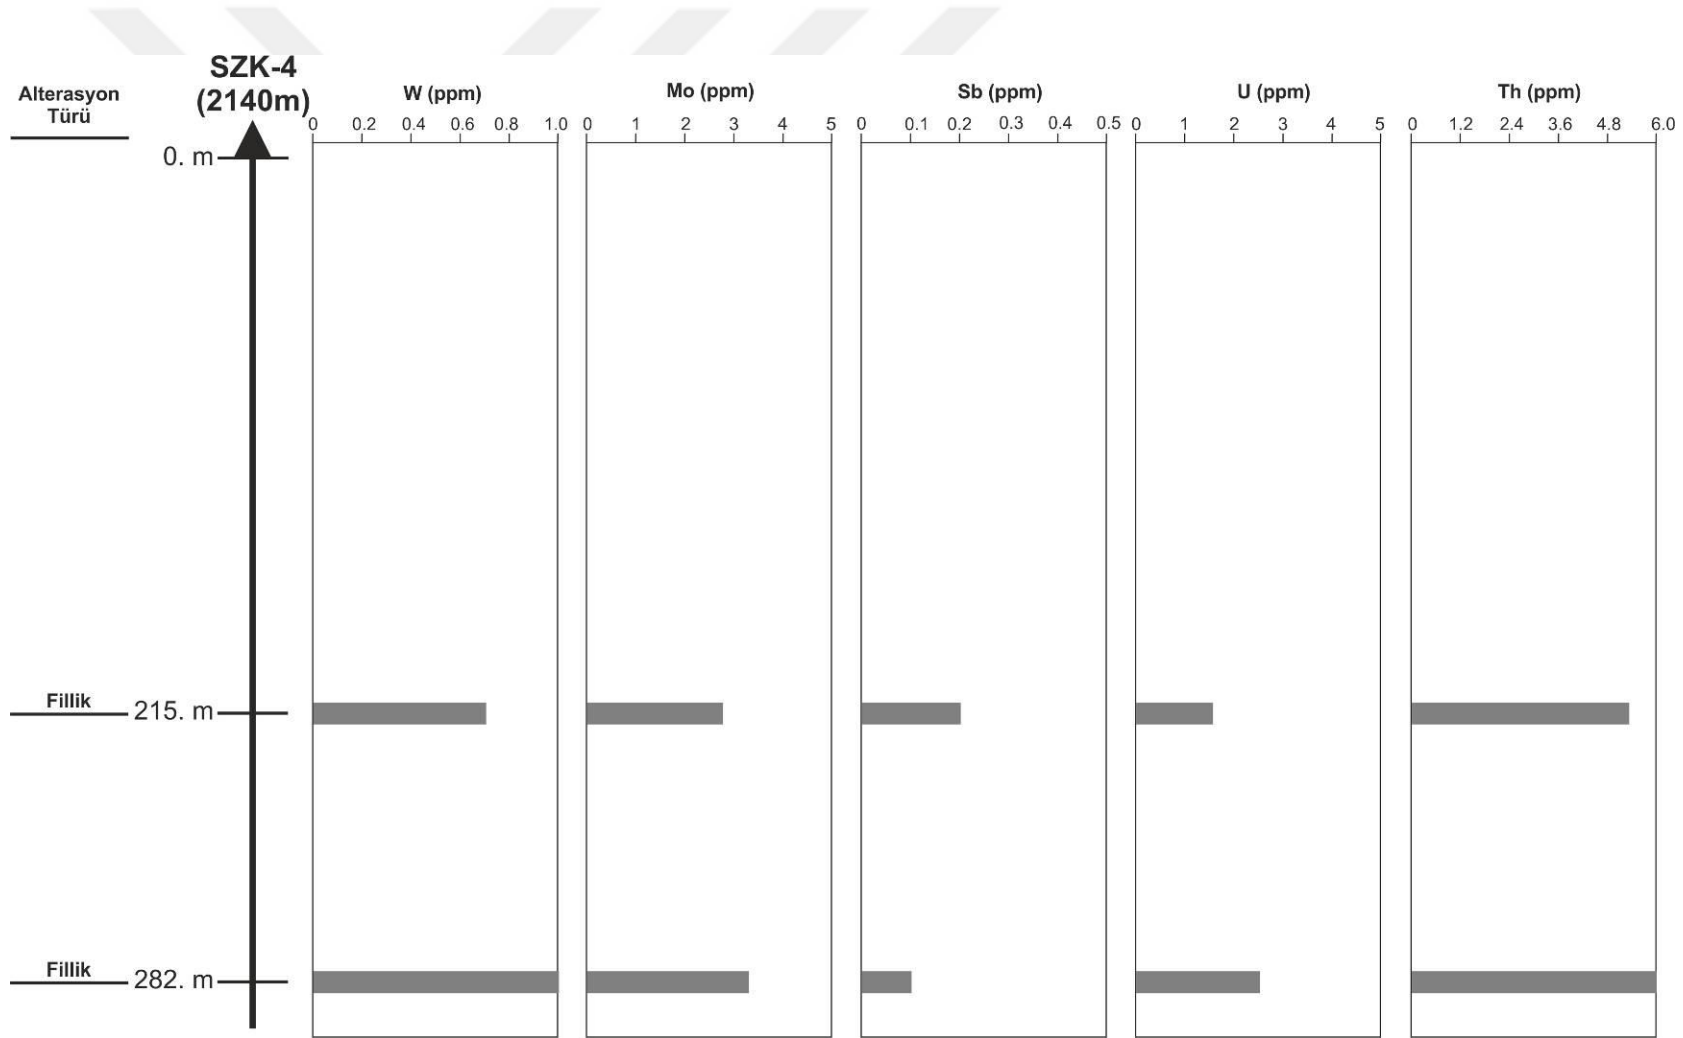 SZK-4
(2140m)
Alterasyon
Türü
W (ppm)
Mo (ppm)
Sb (ppm)
U (ppm)
Th (ppm)
0 0.2 0.4 0.6 0.8 1.0
0 1 2 3 4 5
0 0.1 0.2 0.3 0.4 0.5
0 1 2 3 4 5
0 1.2 2.4 3.6 4.8 6.0
0. m
Fillik
215. m
Fillik
282. m